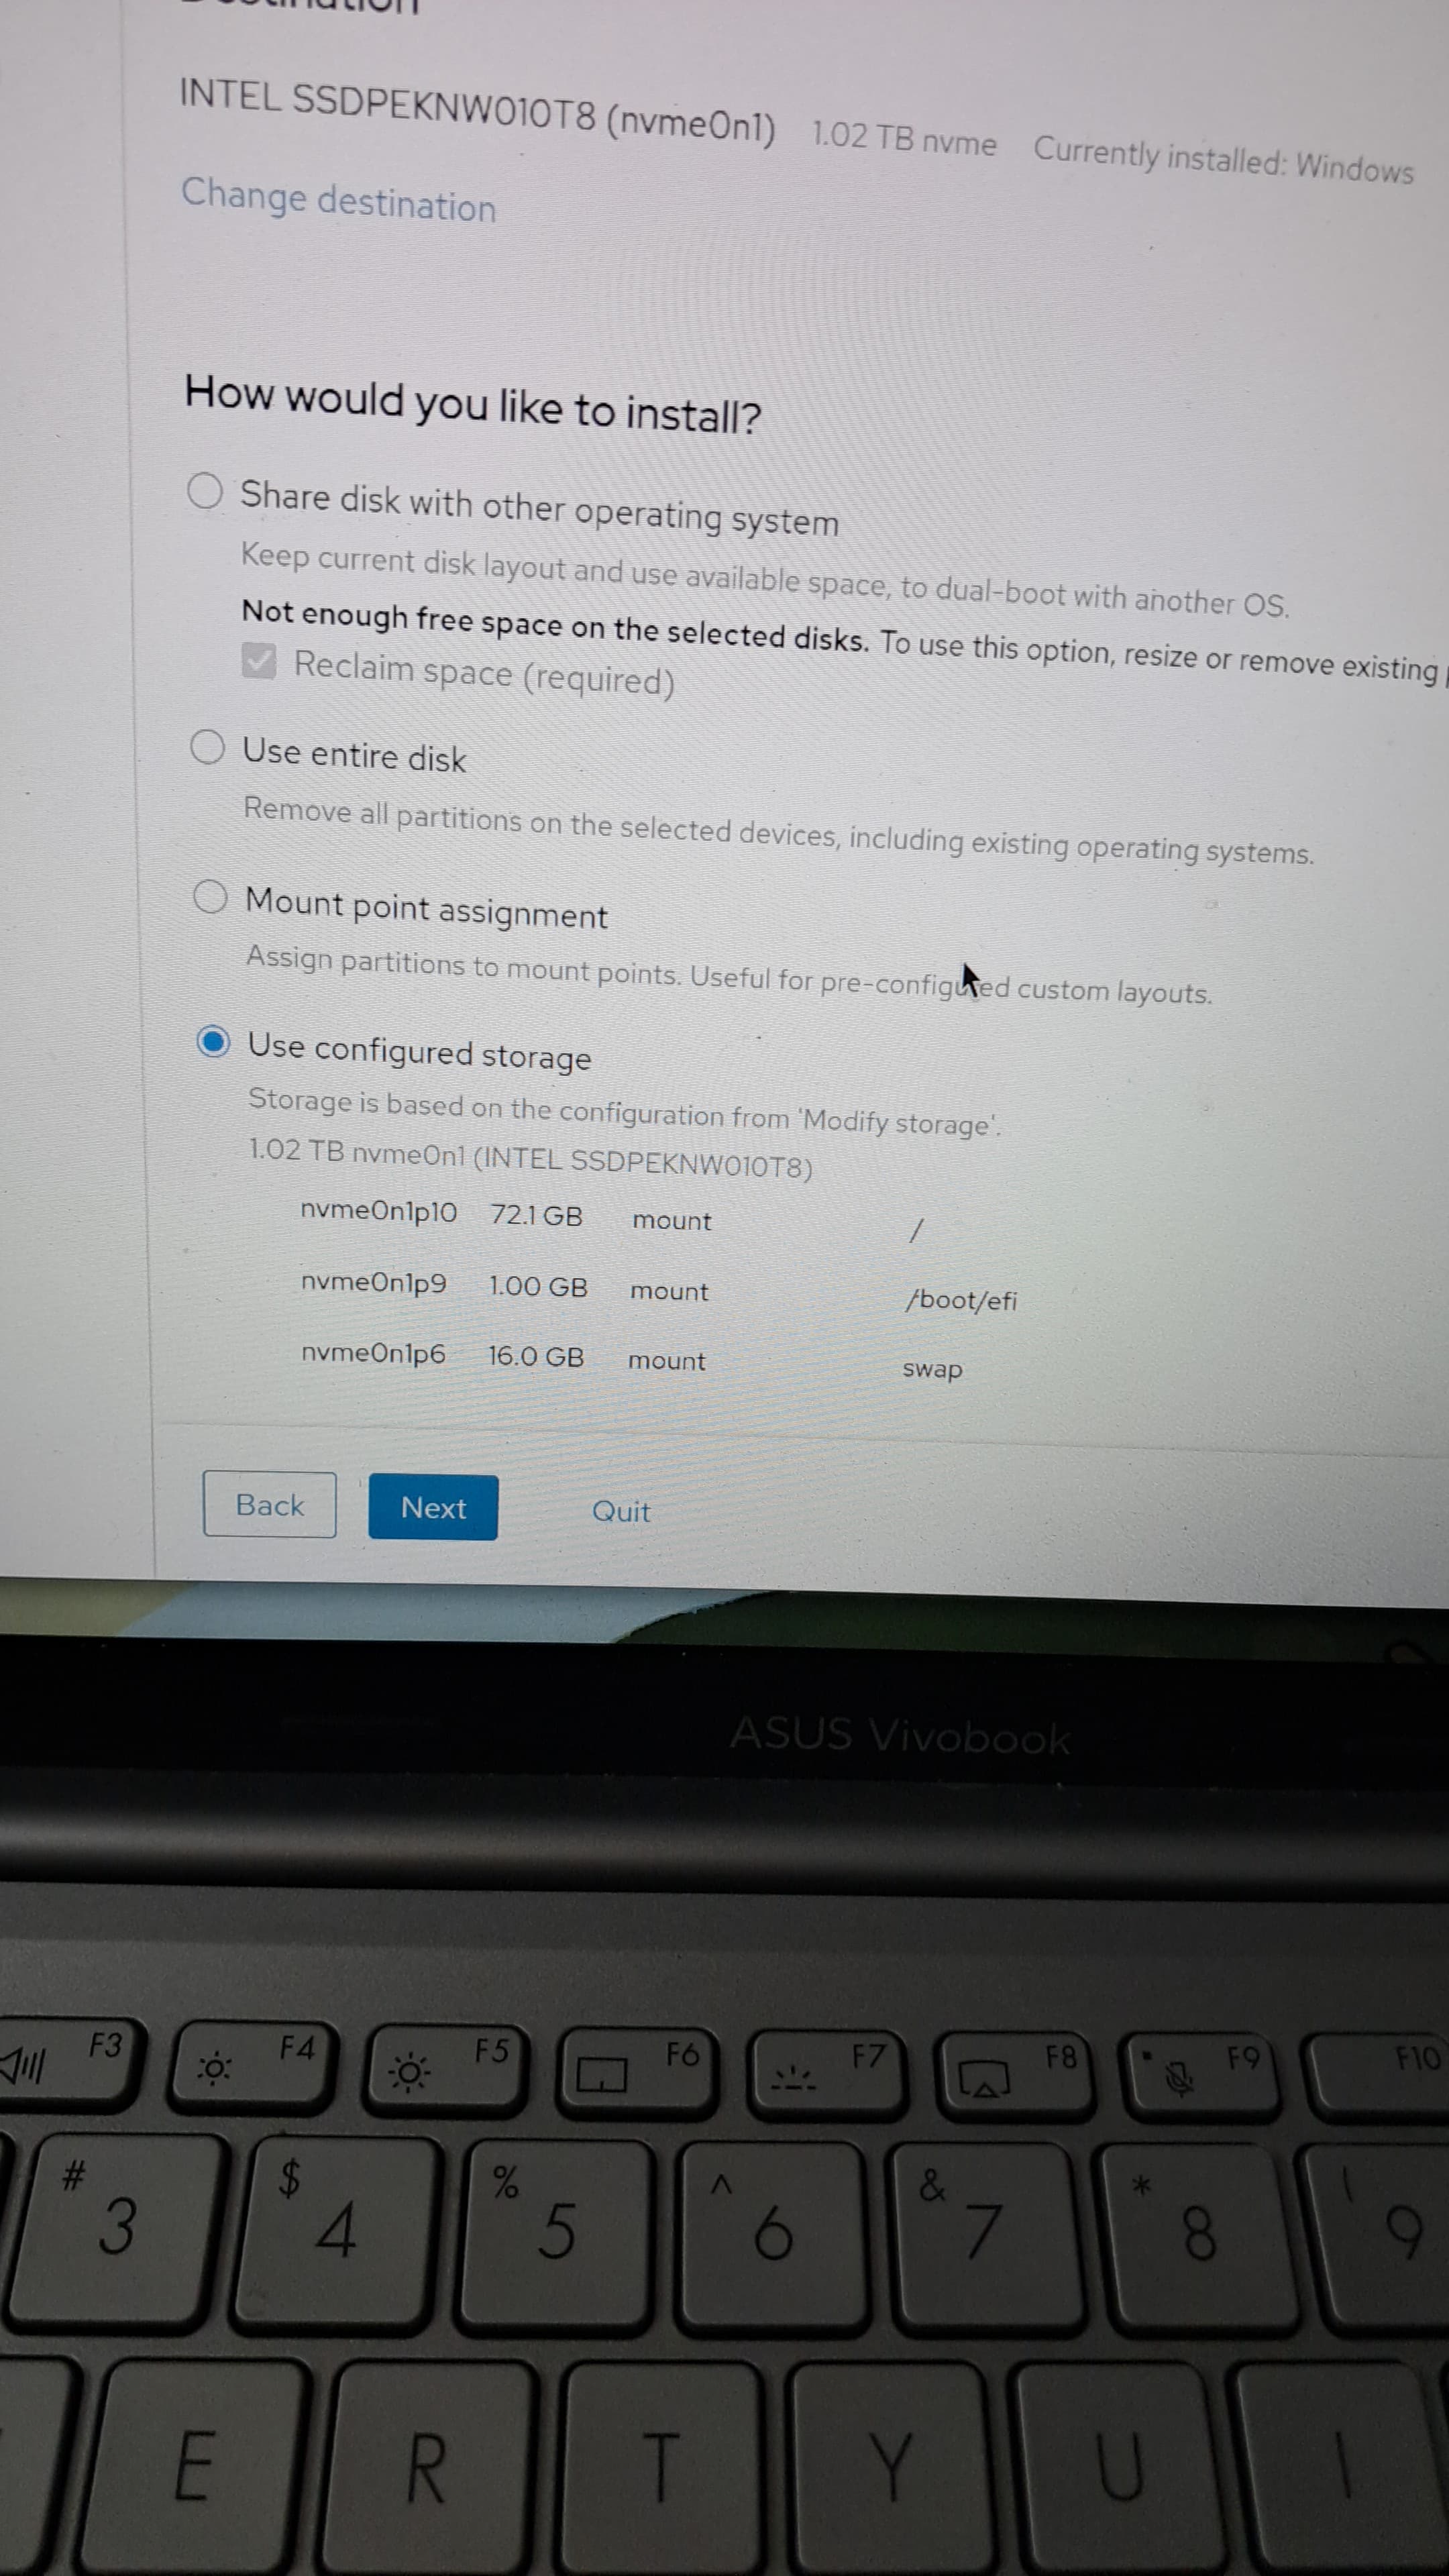 INTEL SSDPEKNW010T8 (nvme0n1) 1.02 TB nvme Currently installed: Windows
Change destination
How would you like to install?
Share disk with other operating system
Keep current disk layout and use available space, to dual-boot with another OS.
Not enough free space on the selected disks. To use this option, resize or remove existing
Reclaim space (required)
Use entire disk
Remove all partitions on the selected devices, including existing operating systems.
Mount point assignment
Assign partitions to mount points. Useful for pre-configured custom layouts.
Use configured storage
Storage is based on the configuration from 'Modify storage'.
1.02 TB nvme0n1 (INTEL SSDPEKNW010T8)
nvme0n1p10 72.1 GB mount /
nvme0n1p9 1.00 GB mount /boot/efi
nvme0n1p6 16.0 GB mount swap
Back Next Quit
ASUS Vivobook
F3 F4 F5 F6 F7 F8 F9 F10
# $ % ^ & * (
3 4 5 6 7 8 9
E R T Y U I